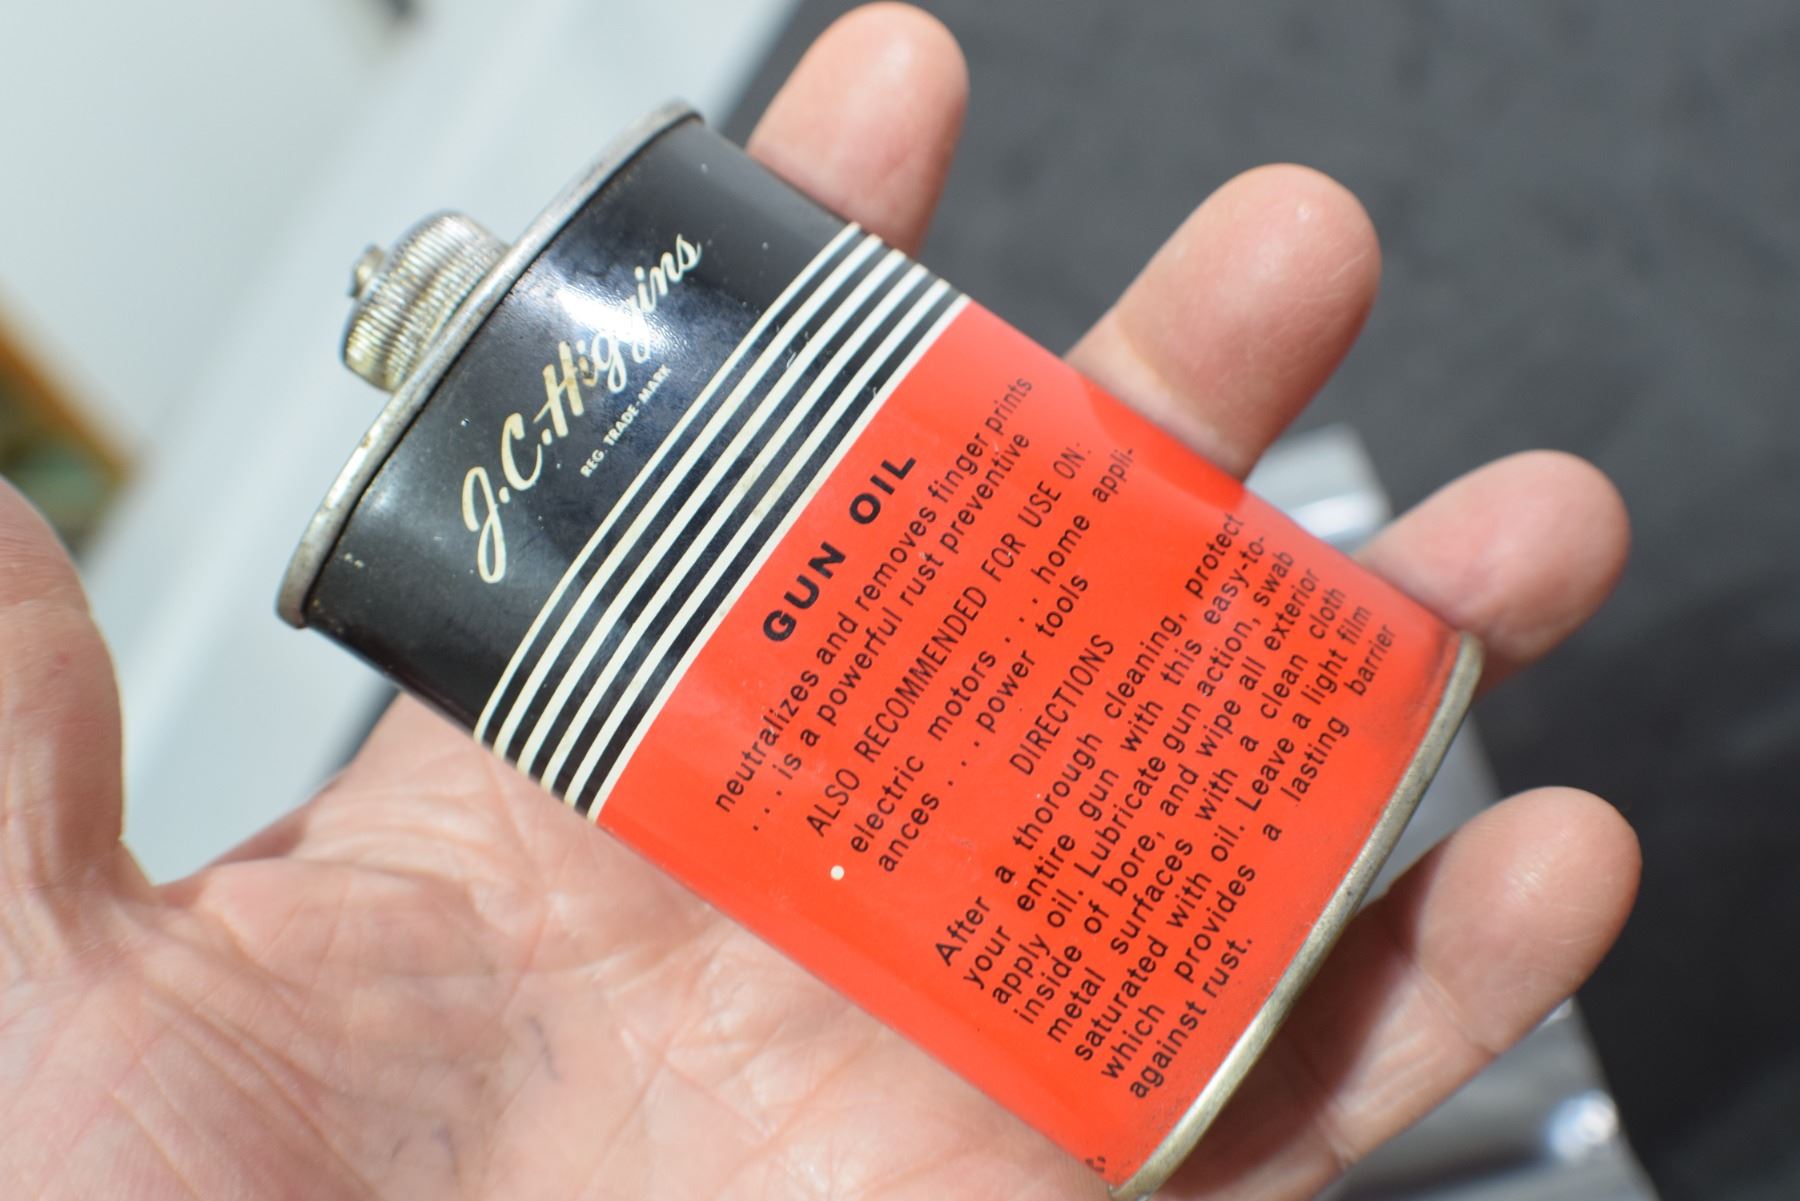 J.C. Higgins
REG. TRADE-MARK
GUN OIL
neutralizes and removes finger prints
. . . is a powerful rust preventive
ALSO RECOMMENDED FOR USE ON:
electric motors . . . home appli-
ances . . . power tools
DIRECTIONS
After a thorough cleaning, protect
your entire gun with this easy-to-
apply oil. Lubricate gun action, swab
inside of bore, and wipe all exterior
metal surfaces with a clean cloth
saturated with oil. Leave a light film
which provides a lasting barrier
against rust.